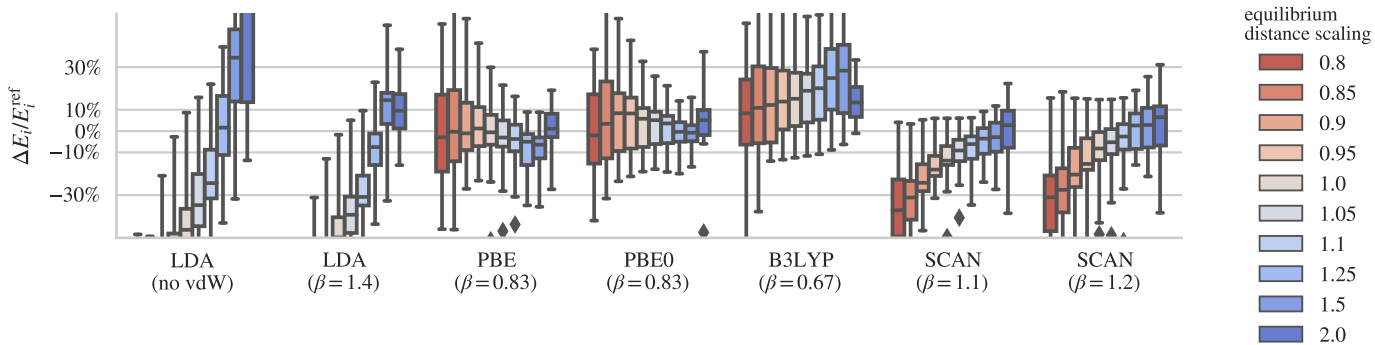 equilibrium
distance scaling
0.8
0.85
0.9
0.95
1.0
1.05
1.1
1.25
1.5
2.0
ΔE_i/E_i^ref
30%
10%
0%
−10%
−30%
LDA
(no vdW)
LDA
(β=1.4)
PBE
(β=0.83)
PBE0
(β=0.83)
B3LYP
(β=0.67)
SCAN
(β=1.1)
SCAN
(β=1.2)